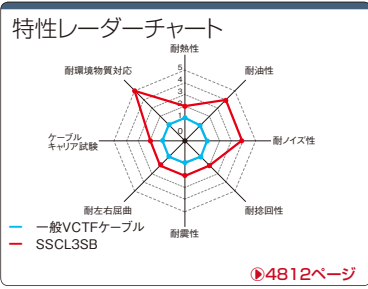 特性レーダーチャート
耐熱性
耐環境物質対応
耐油性
5
4
3
2
1
0
ケーブル
キャリア試験
耐ノイズ性
耐左右屈曲
耐捻回性
耐震性
一般VCTFケーブル
SSCL3SB
4812ページ